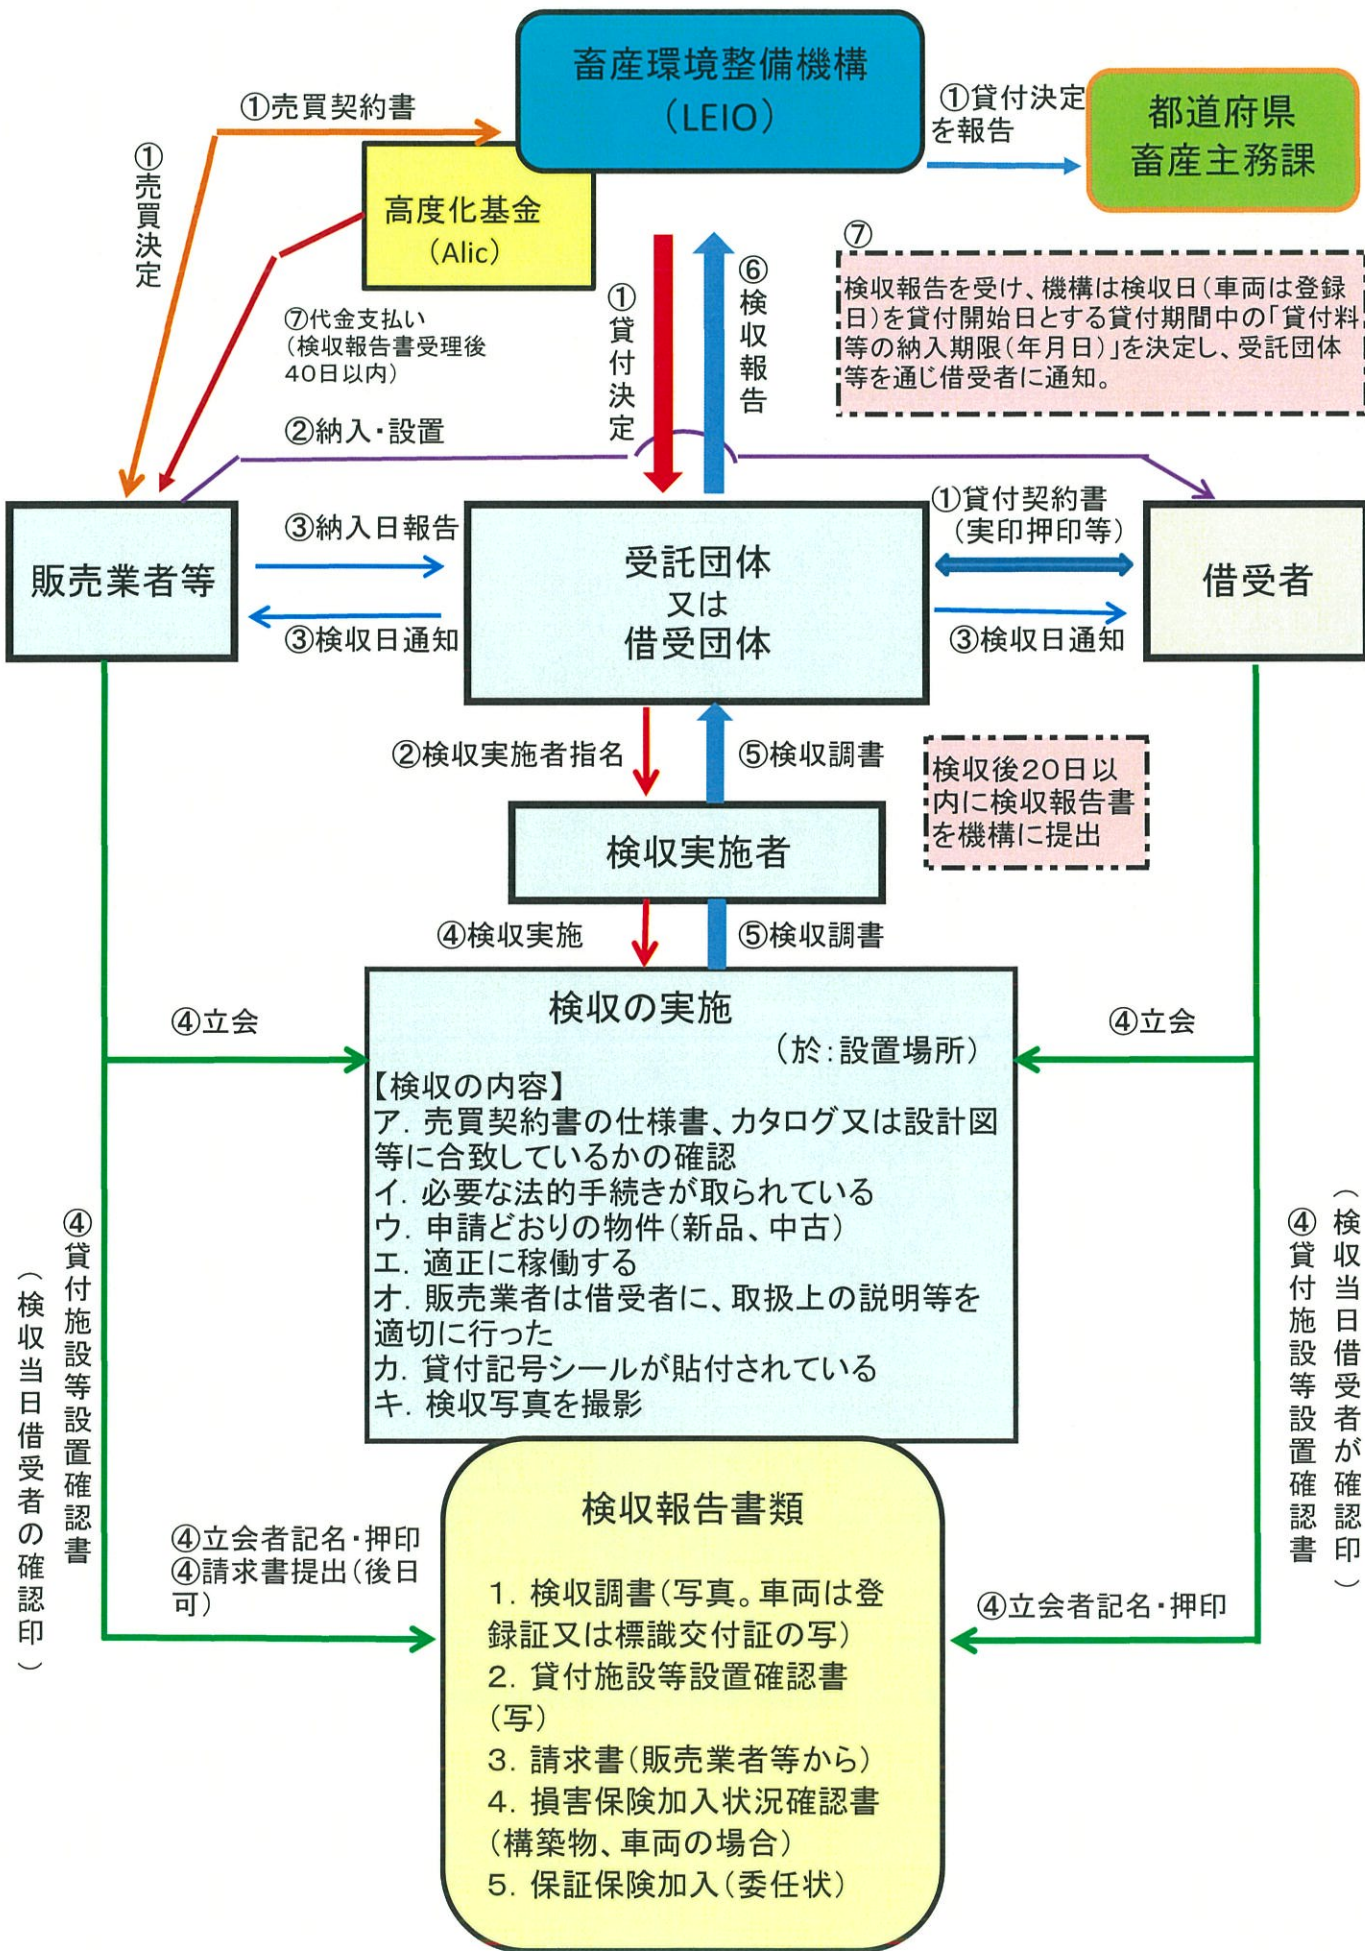 畜産環境整備機構
（LEIO）
①売買契約書
①貸付決定
を報告
都道府県
畜産主務課
①売買決定
高度化基金
（Alic）
⑦代金支払い
（検収報告書受理後
40日以内）
①貸付決定
⑥検収報告
⑦
検収報告を受け、機構は検収日（車両は登録
日）を貸付開始日とする貸付期間中の「貸付料
等の納入期限（年月日）」を決定し、受託団体
等を通じ借受者に通知。
②納入・設置
販売業者等
③納入日報告
③検収日通知
受託団体
又は
借受団体
①貸付契約書
（実印押印等）
③検収日通知
借受者
②検収実施者指名
⑤検収調書
検収後20日以
内に検収報告書
を機構に提出
検収実施者
④検収実施
⑤検収調書
④立会
④立会
検収の実施
（於：設置場所）
【検収の内容】
ア．売買契約書の仕様書、カタログ又は設計図
等に合致しているかの確認
イ．必要な法的手続きが取られている
ウ．申請どおりの物件（新品、中古）
エ．適正に稼働する
オ．販売業者は借受者に、取扱上の説明等を
適切に行った
カ．貸付記号シールが貼付されている
キ．検収写真を撮影
④貸付施設等設置確認書
（検収当日借受者の確認印）
（検収当日借受者が確認印）
④貸付施設等設置確認書
④立会者記名・押印
④請求書提出（後日
可）
④立会者記名・押印
検収報告書類
1．検収調書（写真。車両は登
録証又は標識交付証の写）
2．貸付施設等設置確認書
（写）
3．請求書（販売業者等から）
4．損害保険加入状況確認書
（構築物、車両の場合）
5．保証保険加入（委任状）